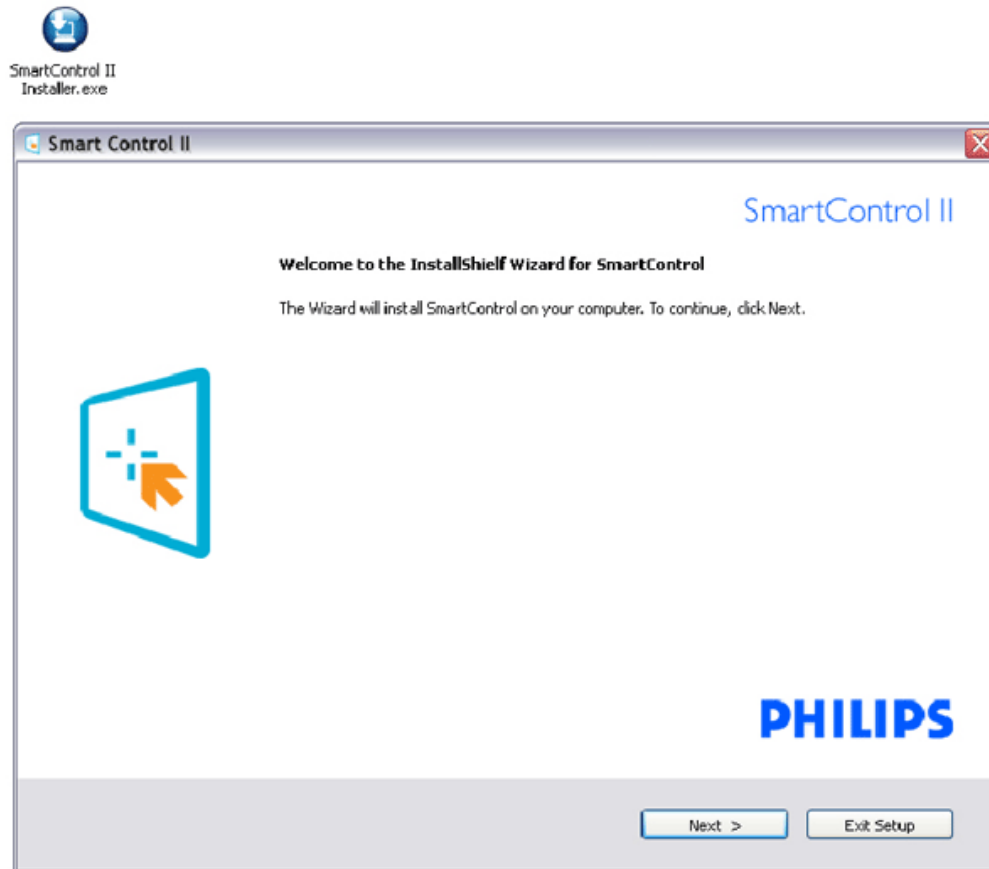 SmartControl II
Installer.exe
Smart Control II
SmartControl II
Welcome to the InstallShielf Wizard for SmartControl
The Wizard will install SmartControl on your computer. To continue, click Next.
PHILIPS
Next >
Exit Setup